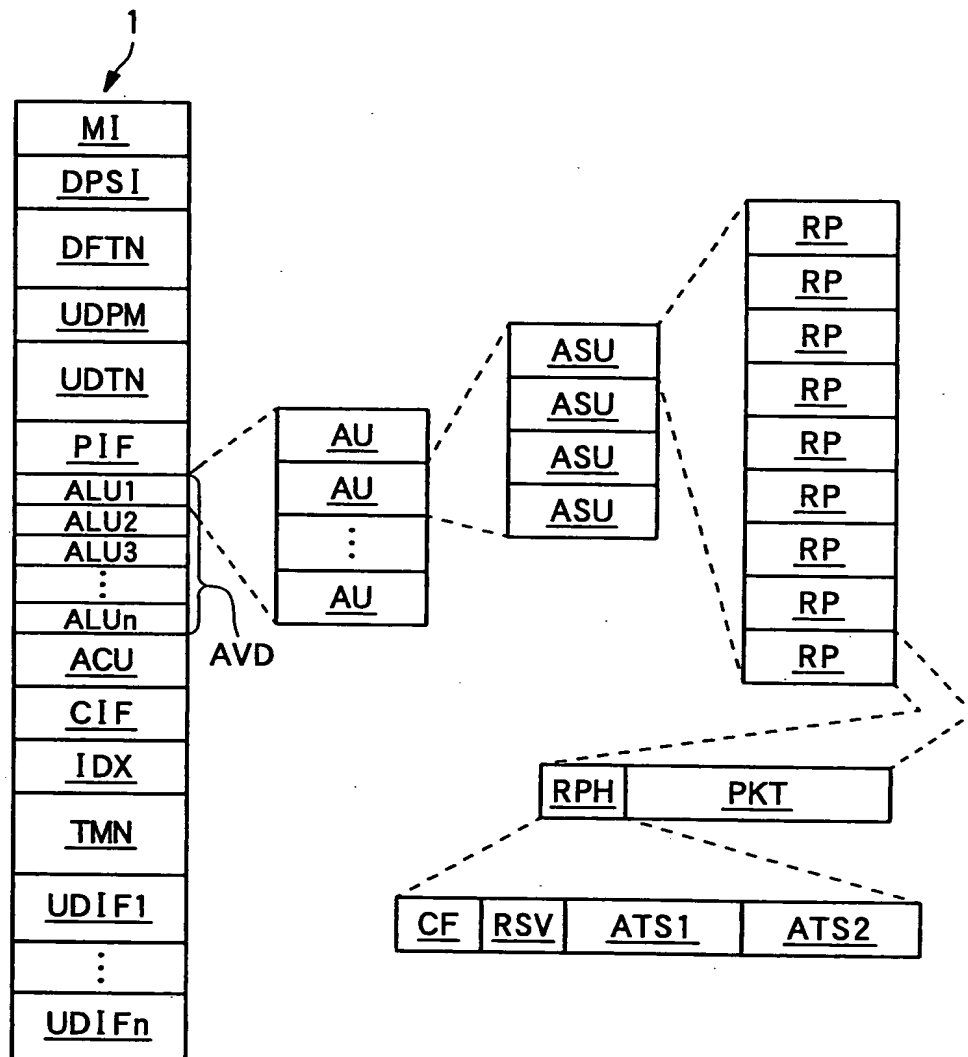 1
MI
DPSI
DFTN
UDPM
UDTN
PIF
ALU1
ALU2
ALU3
⋮
ALUn
AVD
ACU
CIF
IDX
TMN
UDIF1
⋮
UDIFn
AU
AU
⋮
AU
ASU
ASU
ASU
ASU
RP
RP
RP
RP
RP
RP
RP
RP
RP
RPH PKT
CF RSV ATS1 ATS2